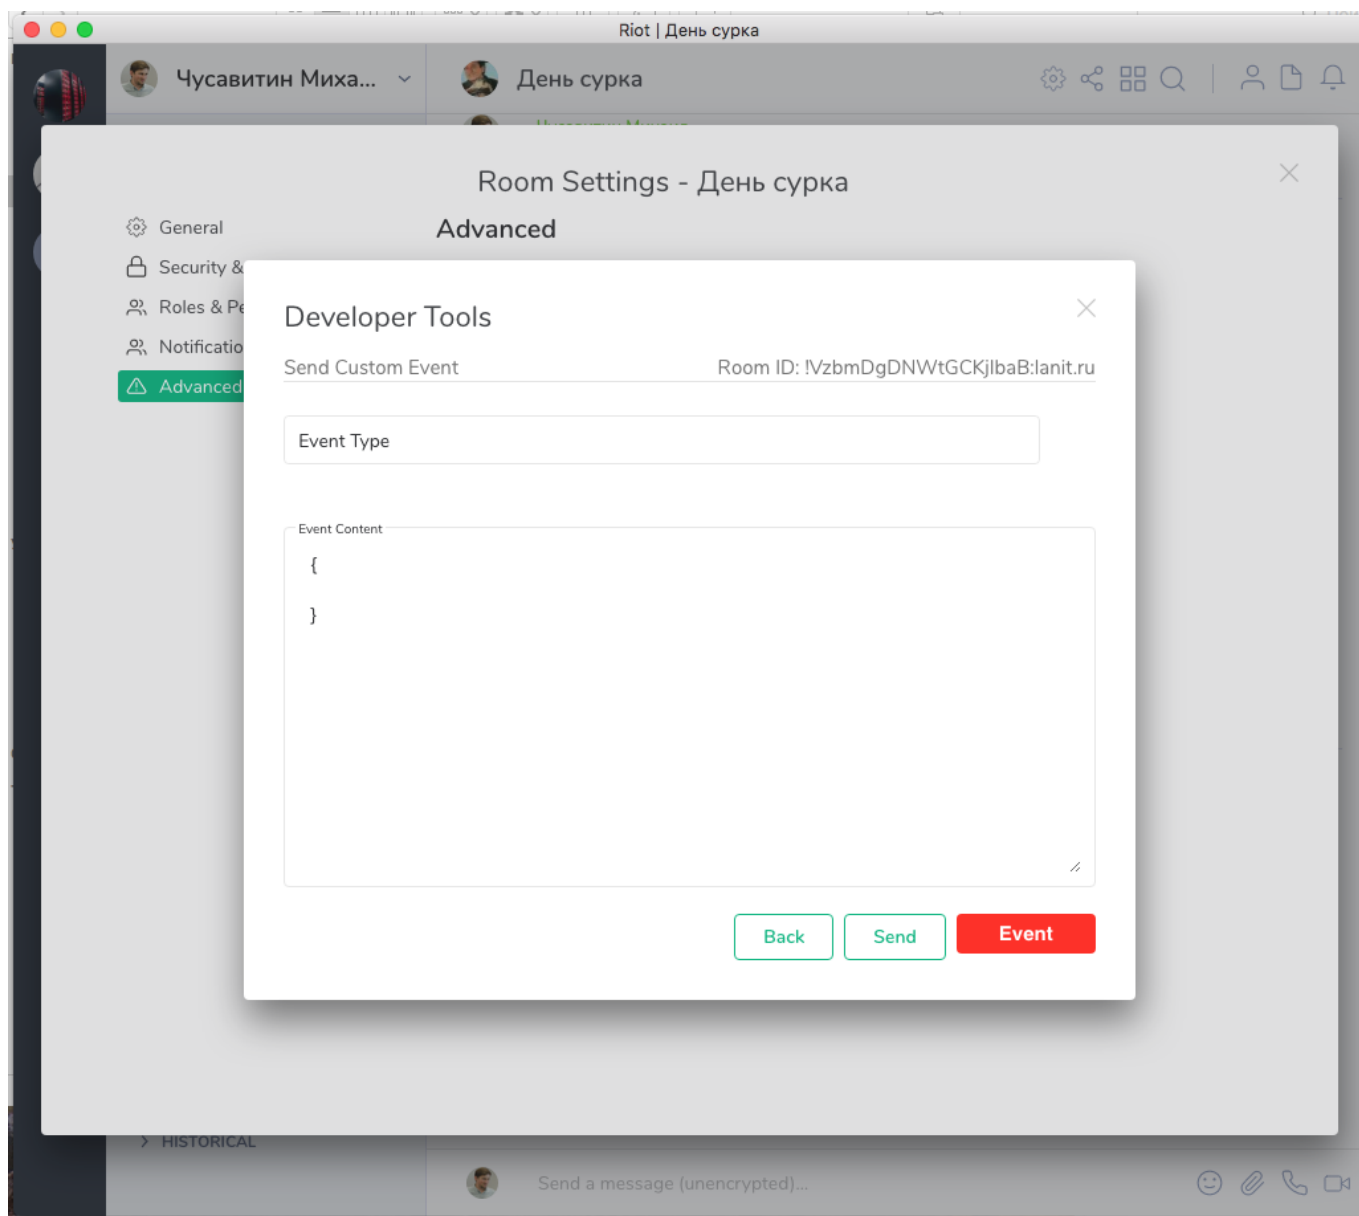 Riot | День сурка
Чусавитин Миха...
День сурка
Room Settings - День сурка
General
Advanced
Security &
Roles & Pe
Notificatio
Advanced
Developer Tools
Send Custom Event
Room ID: !VzbmDgDNWtGCKjlbaB:lanit.ru
Event Type
Event Content
{
}
Back
Send
Event
HISTORICAL
Send a message (unencrypted)...